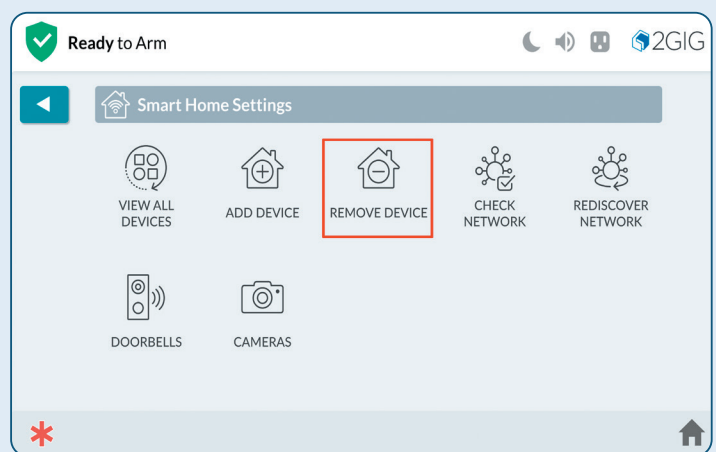 Ready to Arm
2GIG
Smart Home Settings
VIEW ALL
DEVICES
ADD DEVICE
REMOVE DEVICE
CHECK
NETWORK
REDISCOVER
NETWORK
DOORBELLS
CAMERAS